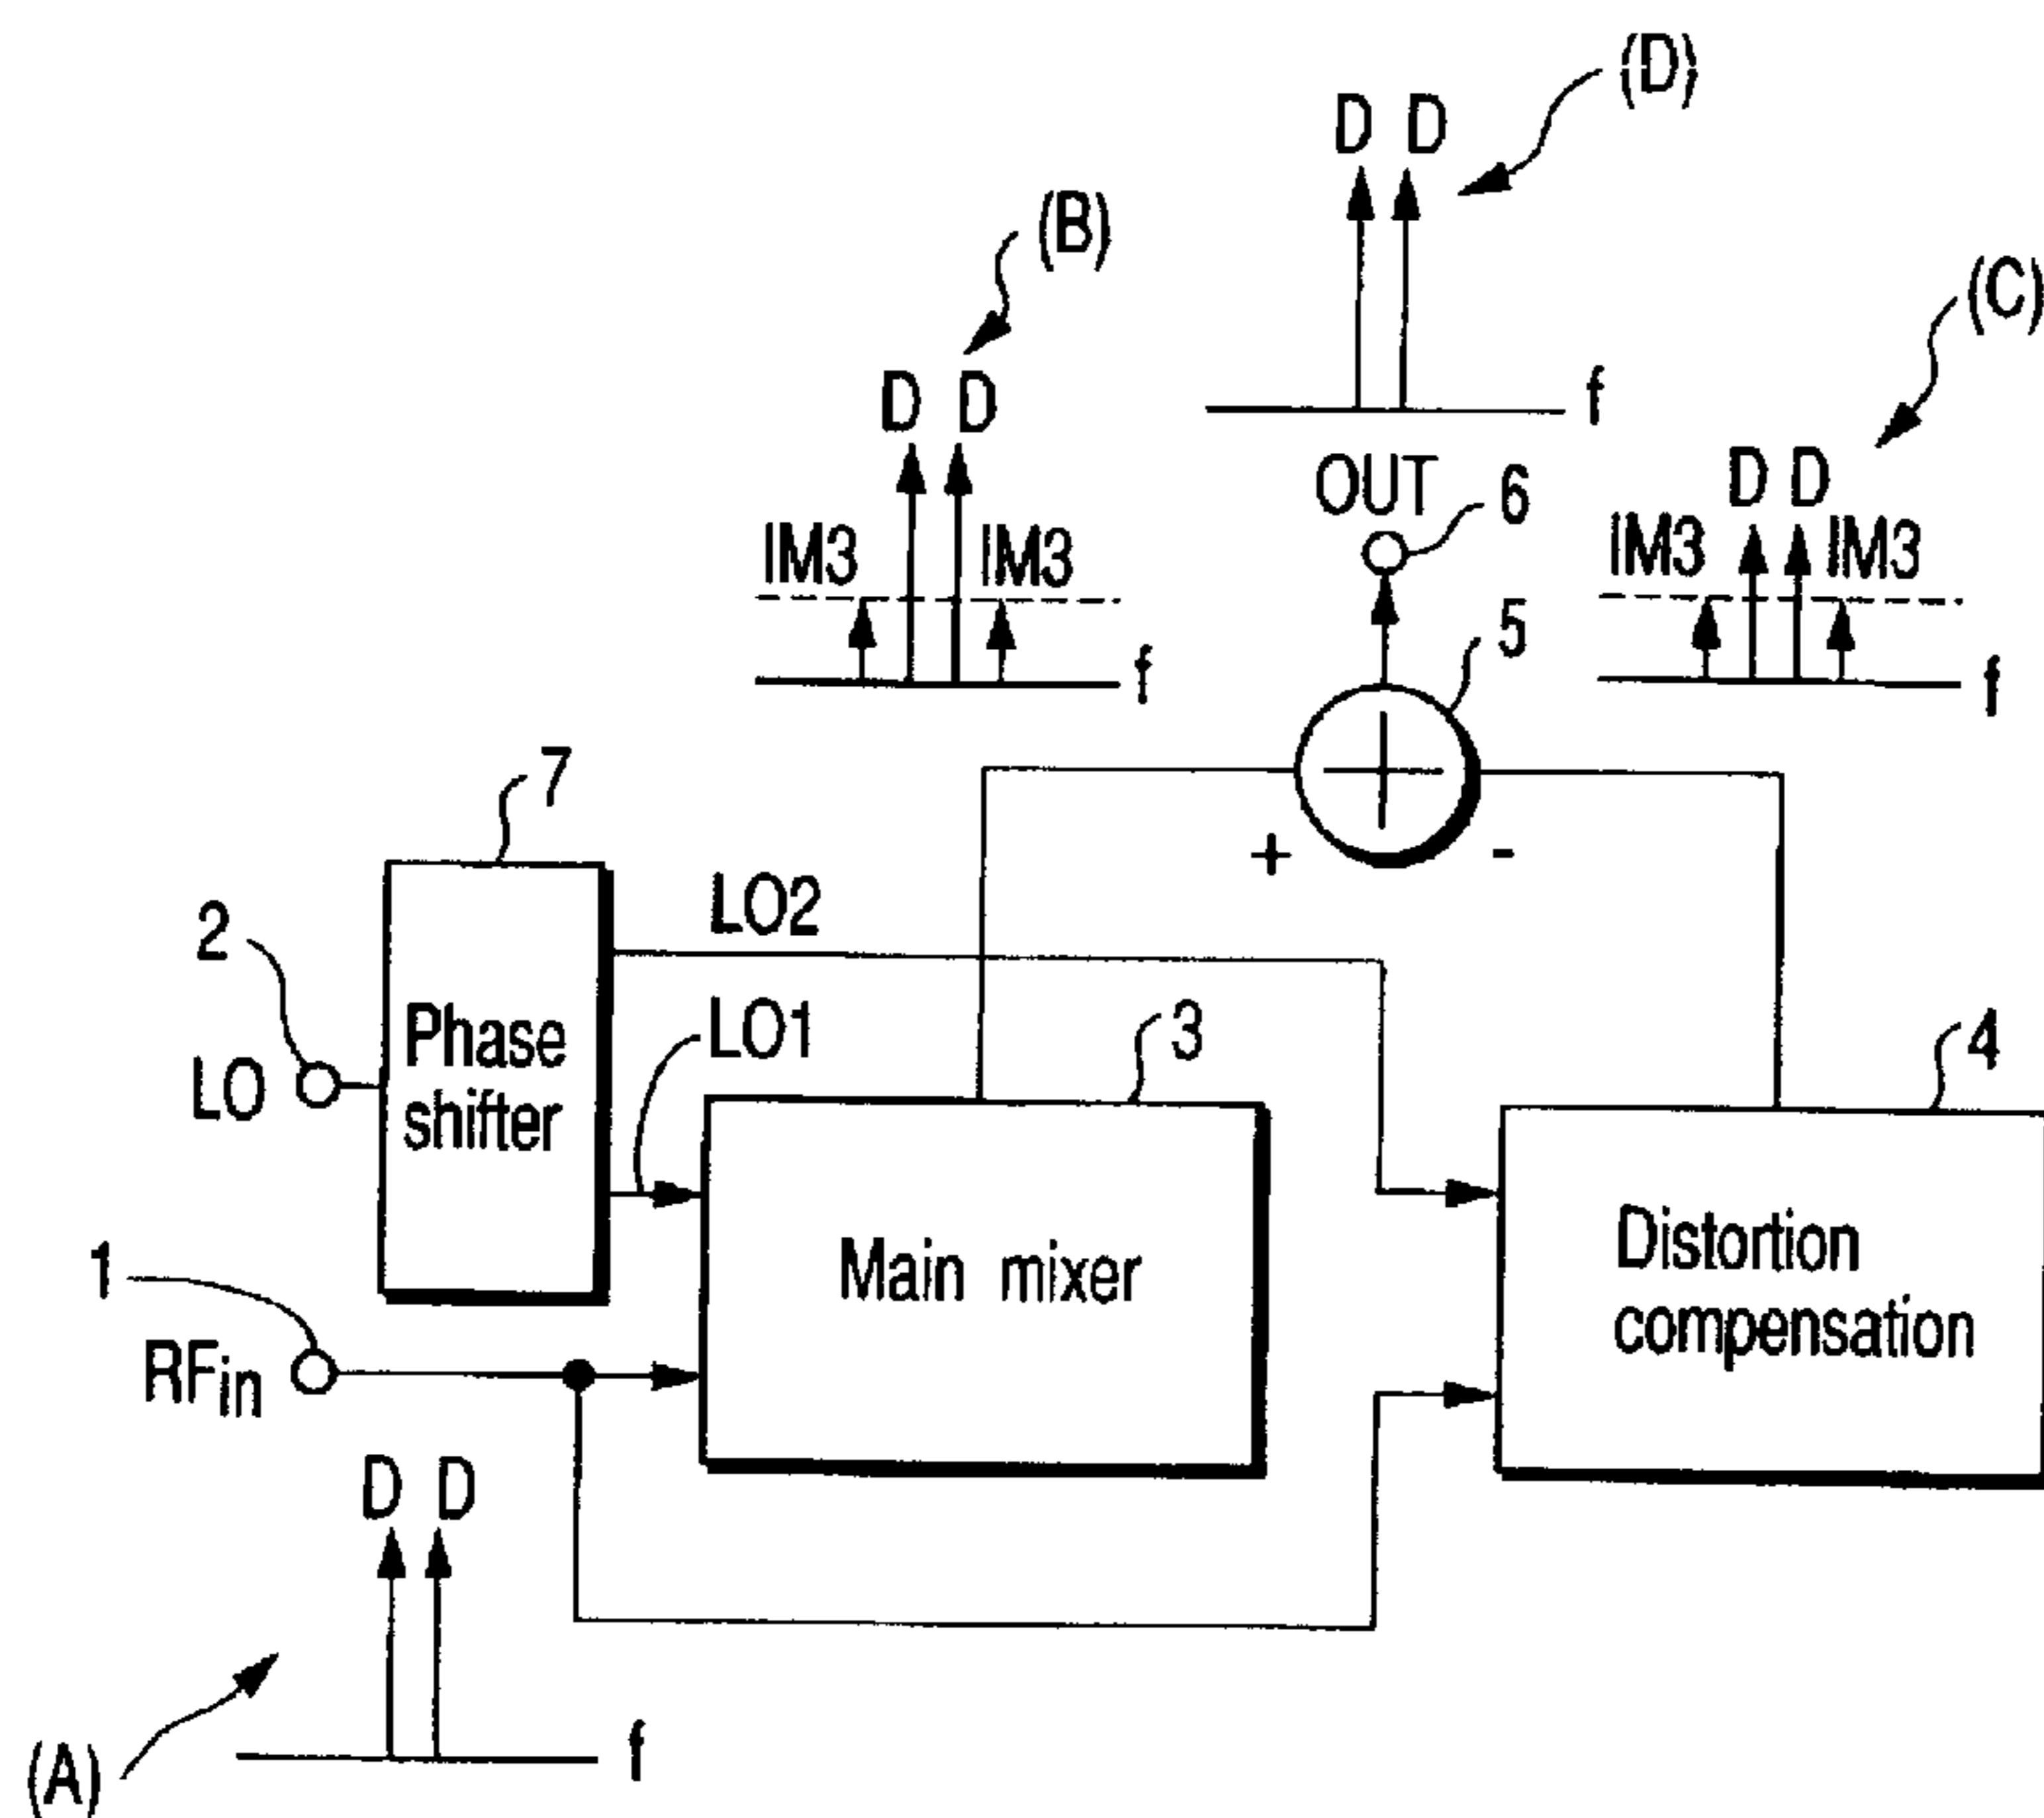 (D)
D D
(B)
(C)
D D
f
OUT
6
D D
IM3
IM3
IM3
IM3
5
f
f
7
+
-
LO2
2
LO1
3
4
Phase
shifter
LO
Main mixer
Distortion
compensation
1
RFin
D D
f
(A)